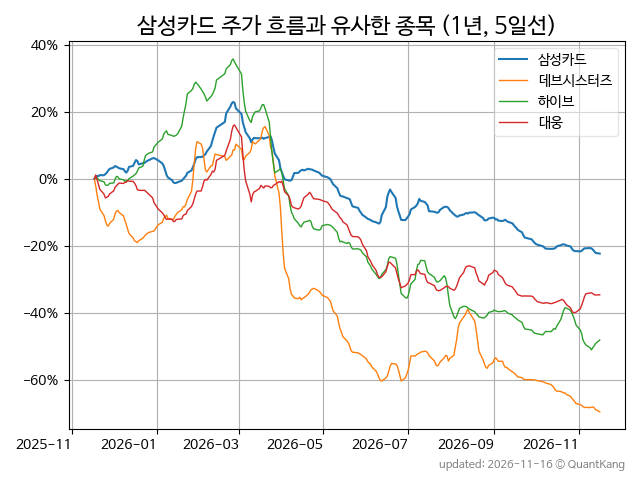 삼성카드 주가 흐름과 유사한 종목 (1년, 5일선)
40%
20%
0%
−20%
−40%
−60%
삼성카드
데브시스터즈
하이브
대웅
2025-11
2026-01
2026-03
2026-05
2026-07
2026-09
2026-11
updated: 2026-11-16 © QuantKang